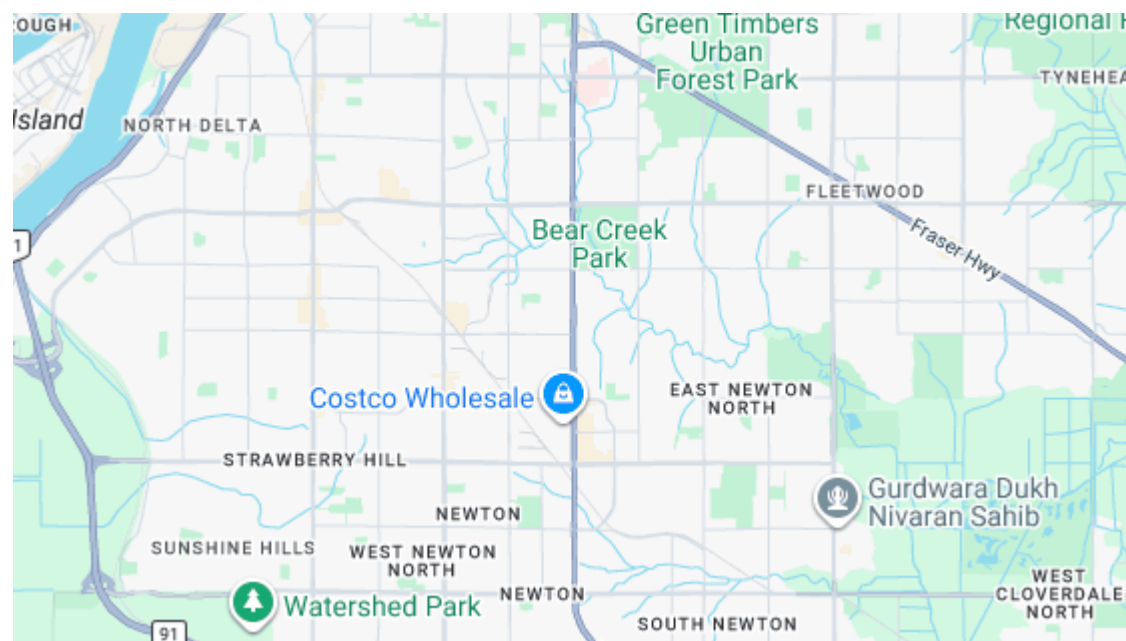 OUGH
Green Timbers
Urban
Forest Park
Regional
TYNEHEA
Island
NORTH DELTA
FLEETWOOD
Bear Creek
Park
Fraser Hwy
1
Costco Wholesale
EAST NEWTON
NORTH
STRAWBERRY HILL
Gurdwara Dukh
Nivaran Sahib
NEWTON
SUNSHINE HILLS
WEST NEWTON
NORTH
WEST
CLOVERDALE
NORTH
NEWTON
Watershed Park
SOUTH NEWTON
91